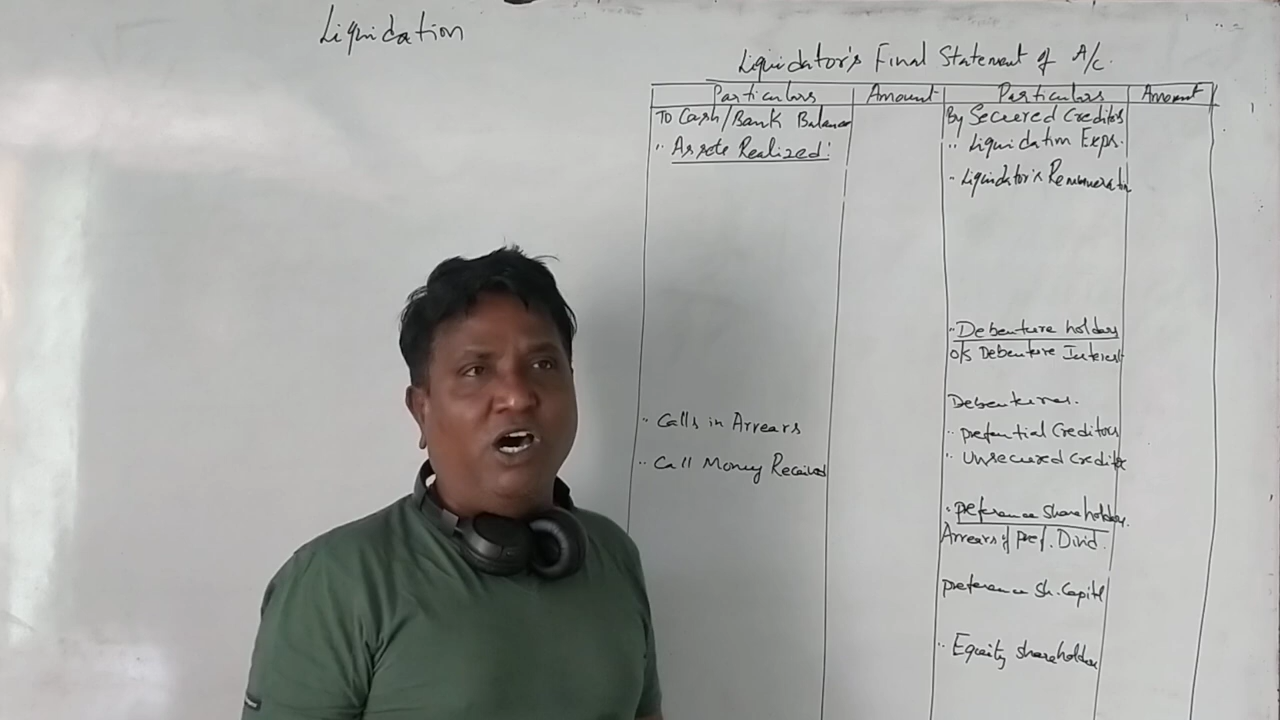 Liquidation
Liquidator's Final Statement of A/c.
Particulars Amount Particulars Amount
To Cash/Bank Balance
" Assets Realized:
" Calls in Arrears
" Call Money Received
By Secured Creditors
" Liquidation Exps.
" Liquidator's Remuneration
" Debenture holders
o/s Debenture Interest
Debentures.
" prefential Creditors
" Unsecured Creditors
" preference shareholders.
Arrears of pref. Divid.
preference Sh. Capital
" Equity shareholders